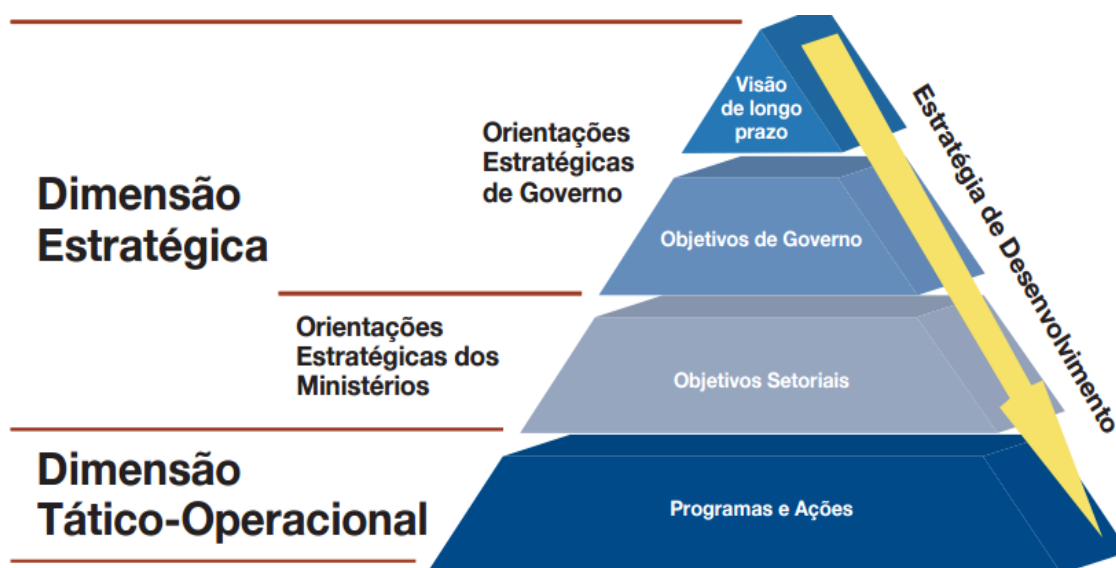 Visão
de longo
prazo
Orientações
Estratégicas
de Governo
Dimensão
Estratégica
Objetivos de Governo
Estratégia de Desenvolvimento
Orientações
Estratégicas dos
Ministérios
Objetivos Setoriais
Dimensão
Tático-Operacional
Programas e Ações